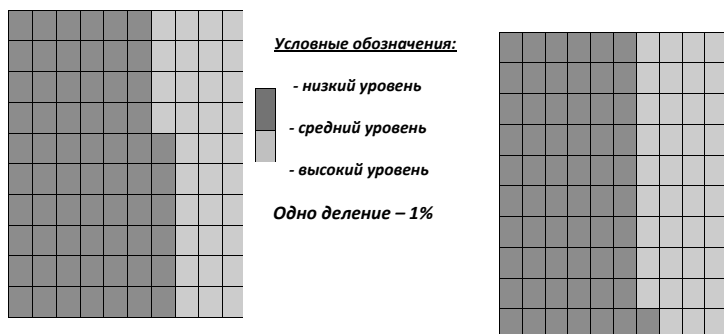 Условные обозначения:
- низкий уровень
- средний уровень
- высокий уровень
Одно деление – 1%